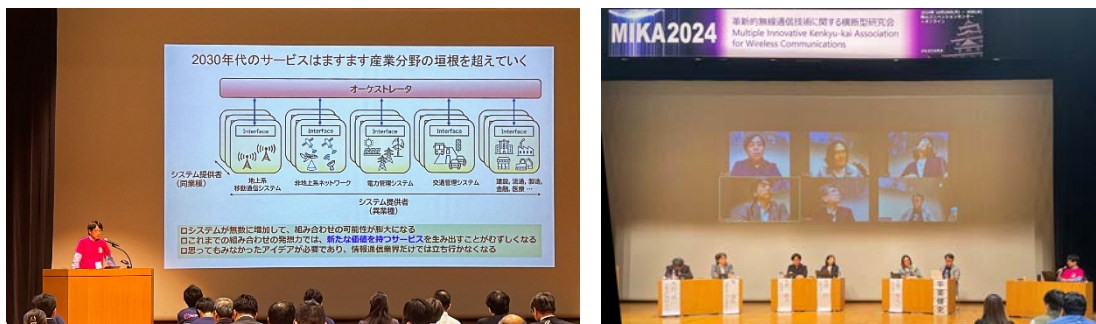 2030年代のサービスはますます産業分野の垣根を超えていく
オーケストレータ
Interface
Interface
Interface
Interface
Interface
システム提供者
(同業種)
地上系
移動通信システム
非地上系ネットワーク
電力管理システム
交通管理システム
建設, 流通, 製造,
金融, 医療 …
システム提供者
(異業種)
ロシステムが無数に増加して、組み合わせの可能性が膨大になる
ロこれまでの組み合わせの発想力では、新たな価値を持つサービスを生み出すことがむずしくなる
ロ思ってもみなかったアイデアが必要であり、情報通信業界だけでは立ち行かなくなる
MIKA2024
革新的無線通信技術に関する横断型研究会
Multiple Innovative Kenkyu-kai Association
for Wireless Communications